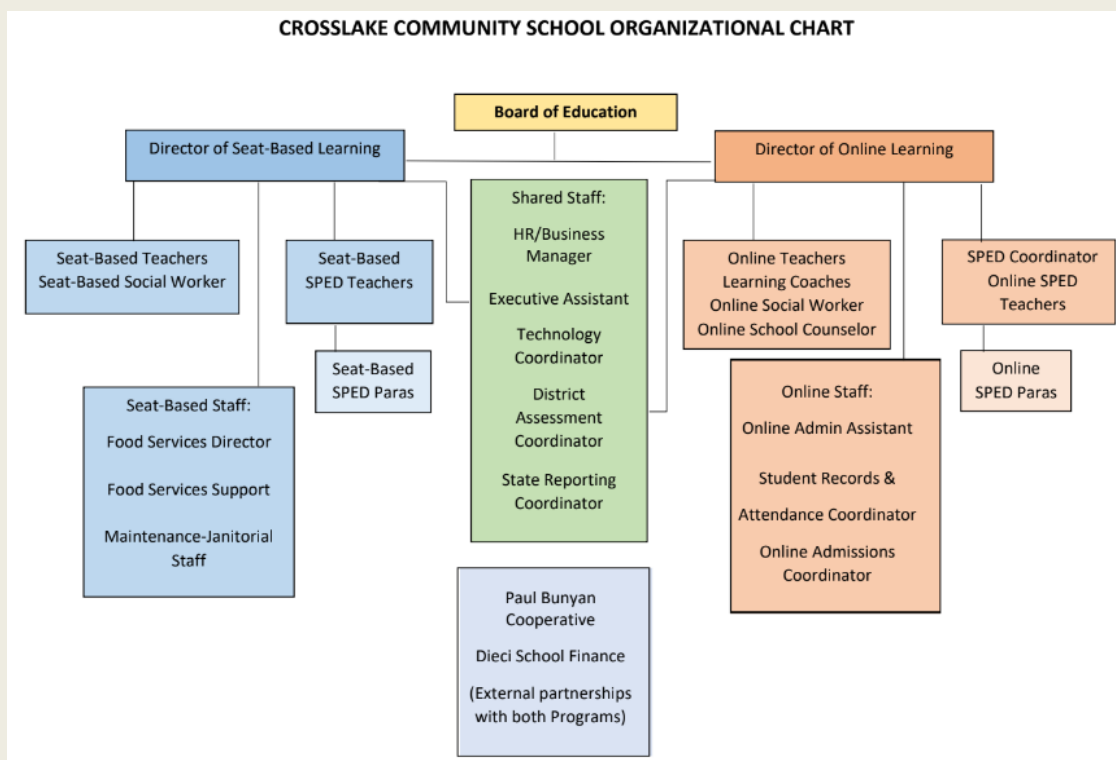 CROSSLAKE COMMUNITY SCHOOL ORGANIZATIONAL CHART
Board of Education
Director of Seat-Based Learning
Director of Online Learning
Seat-Based Teachers
Seat-Based Social Worker
Seat-Based
SPED Teachers
Seat-Based
SPED Paras
Seat-Based Staff:
Food Services Director
Food Services Support
Maintenance-Janitorial
Staff
Shared Staff:
HR/Business
Manager
Executive Assistant
Technology
Coordinator
District
Assessment
Coordinator
State Reporting
Coordinator
Online Teachers
Learning Coaches
Online Social Worker
Online School Counselor
SPED Coordinator
Online SPED
Teachers
Online
SPED Paras
Online Staff:
Online Admin Assistant
Student Records &
Attendance Coordinator
Online Admissions
Coordinator
Paul Bunyan
Cooperative
Dieci School Finance
(External partnerships
with both Programs)